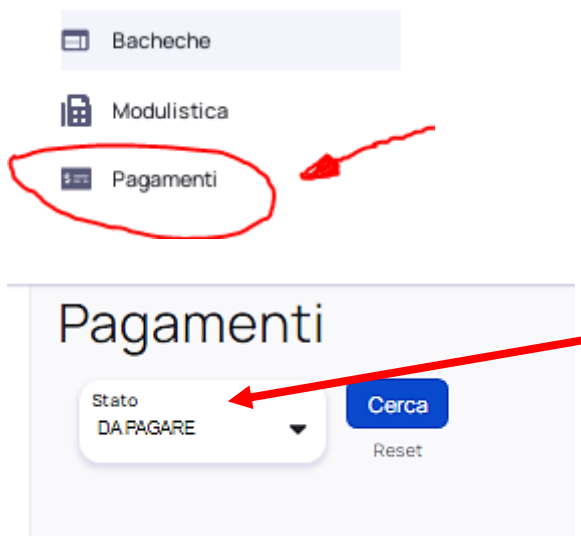 Bacheche
Modulistica
Pagamenti
Pagamenti
Stato
DA PAGARE
Cerca
Reset